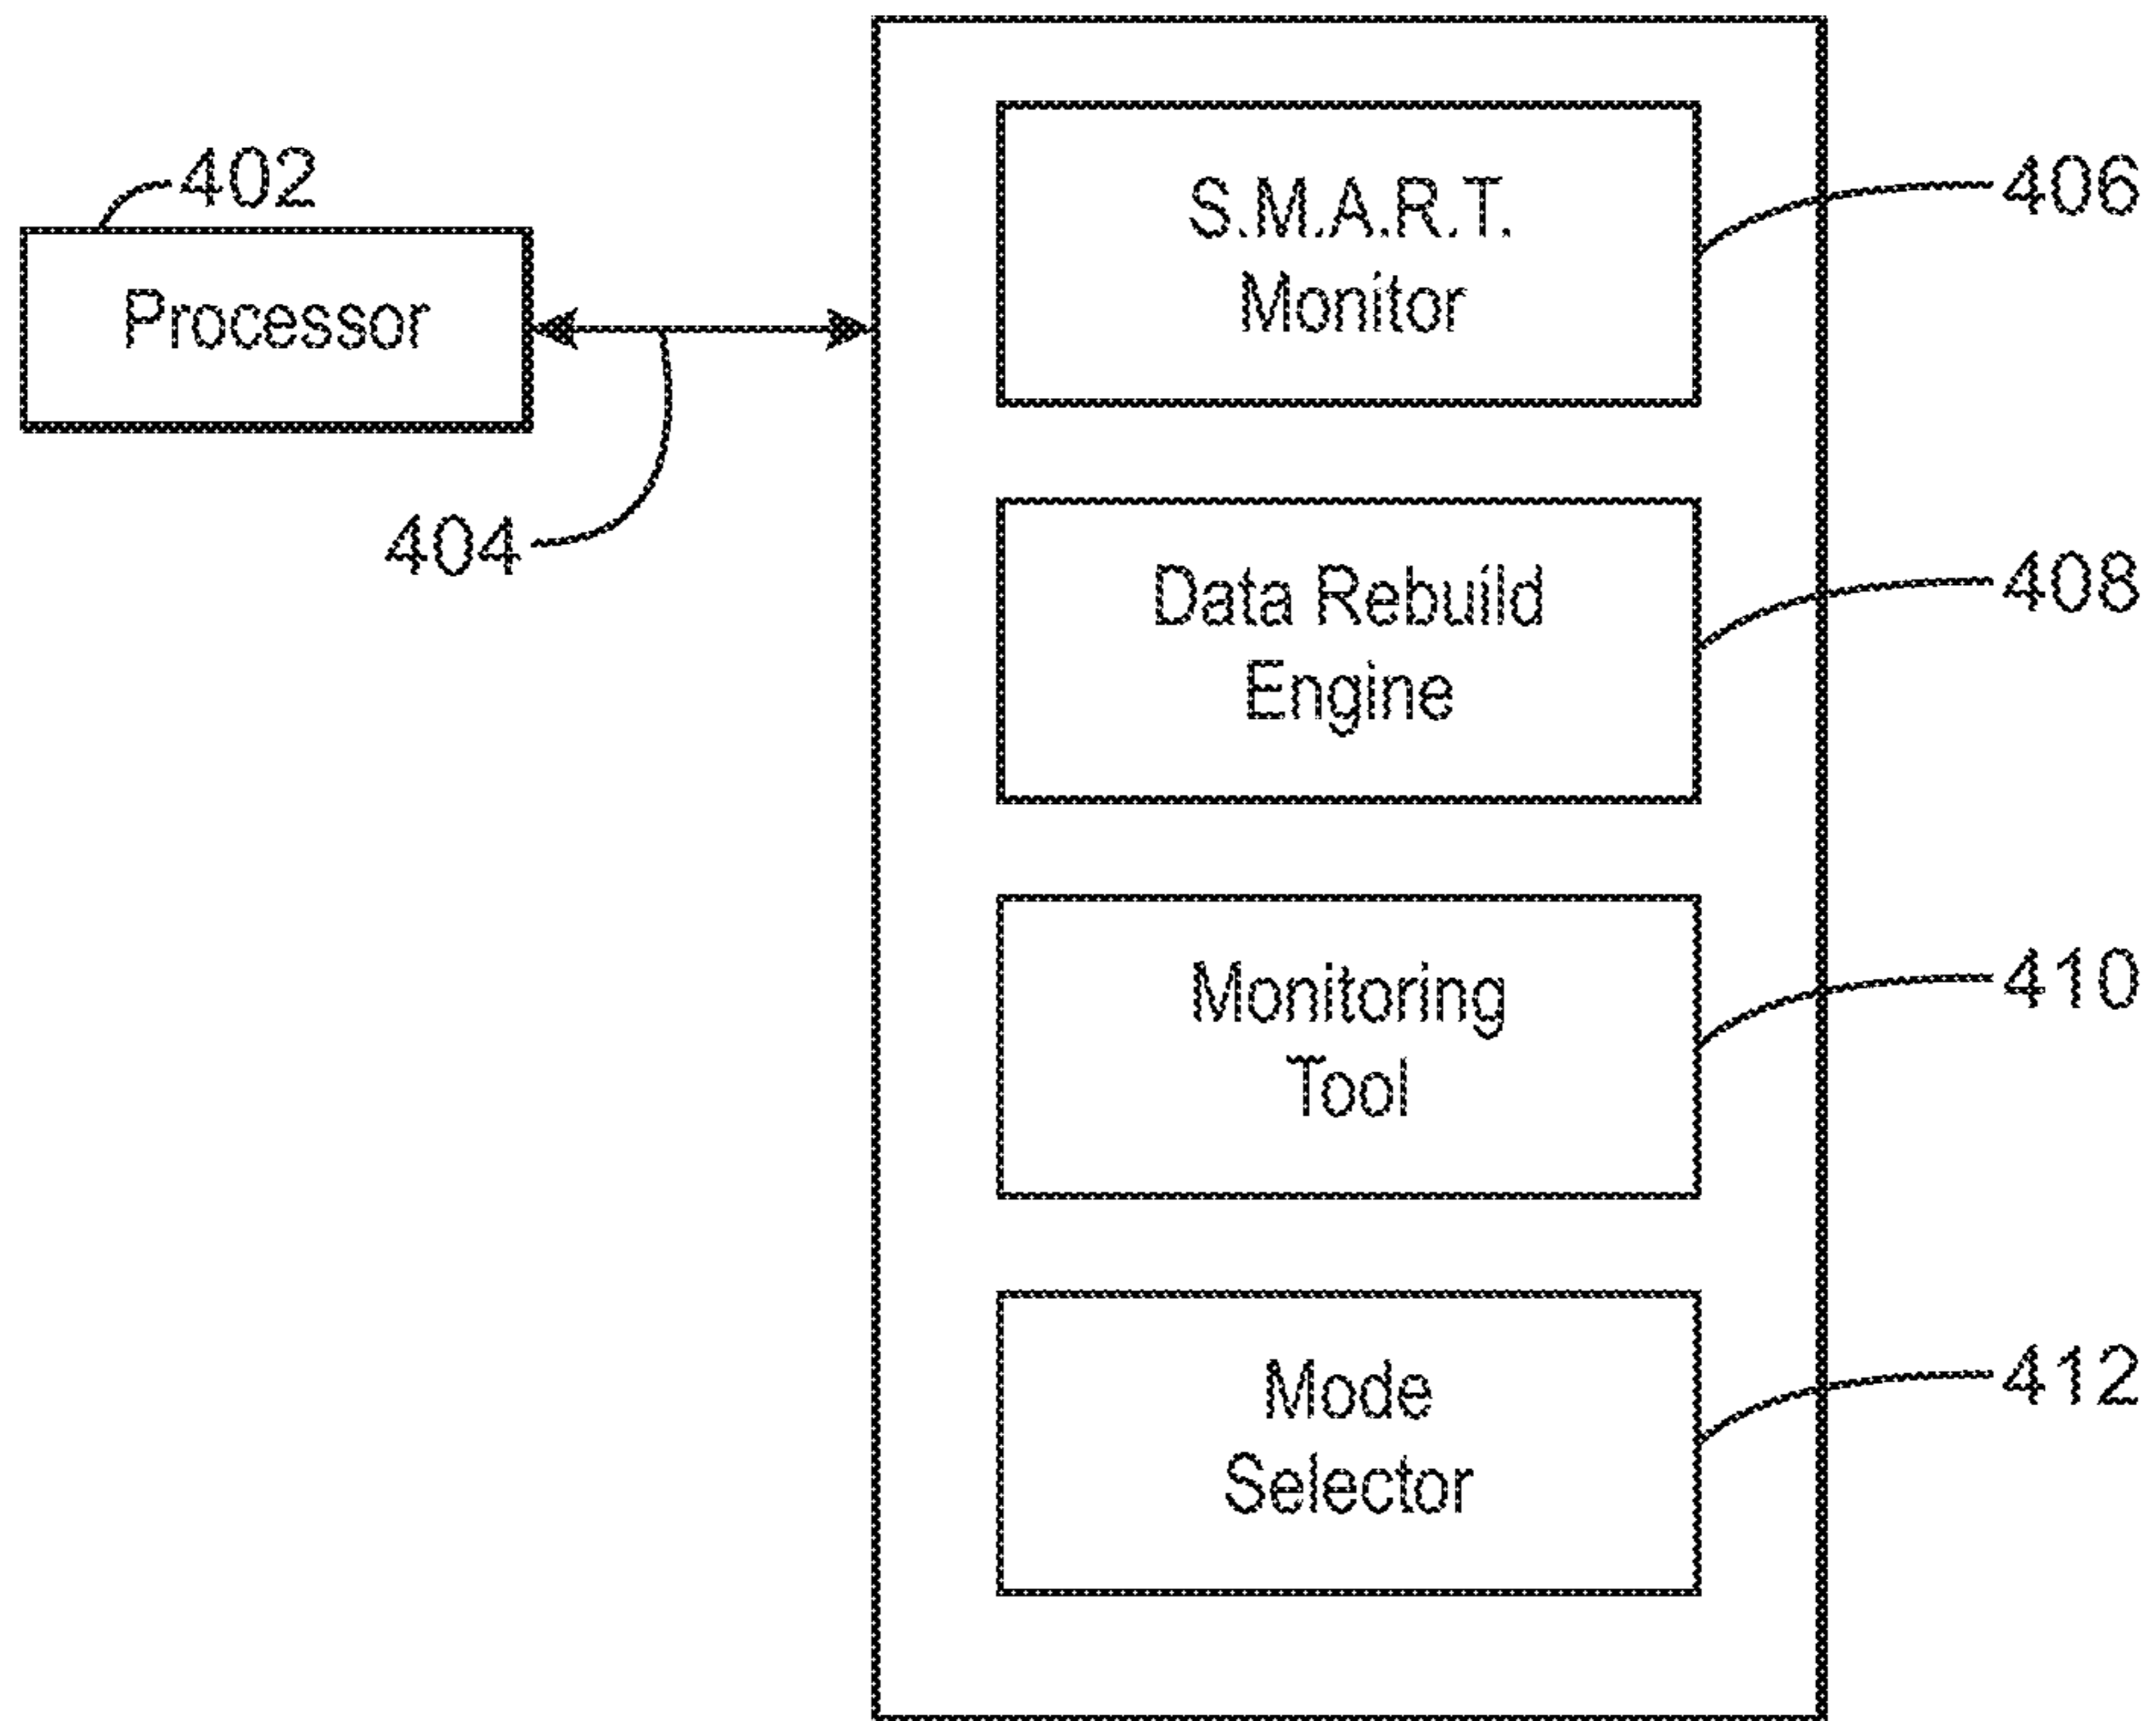 402
Processor
404
S.M.A.R.T.
Monitor
406
Data Rebuild
Engine
408
Monitoring
Tool
410
Mode
Selector
412